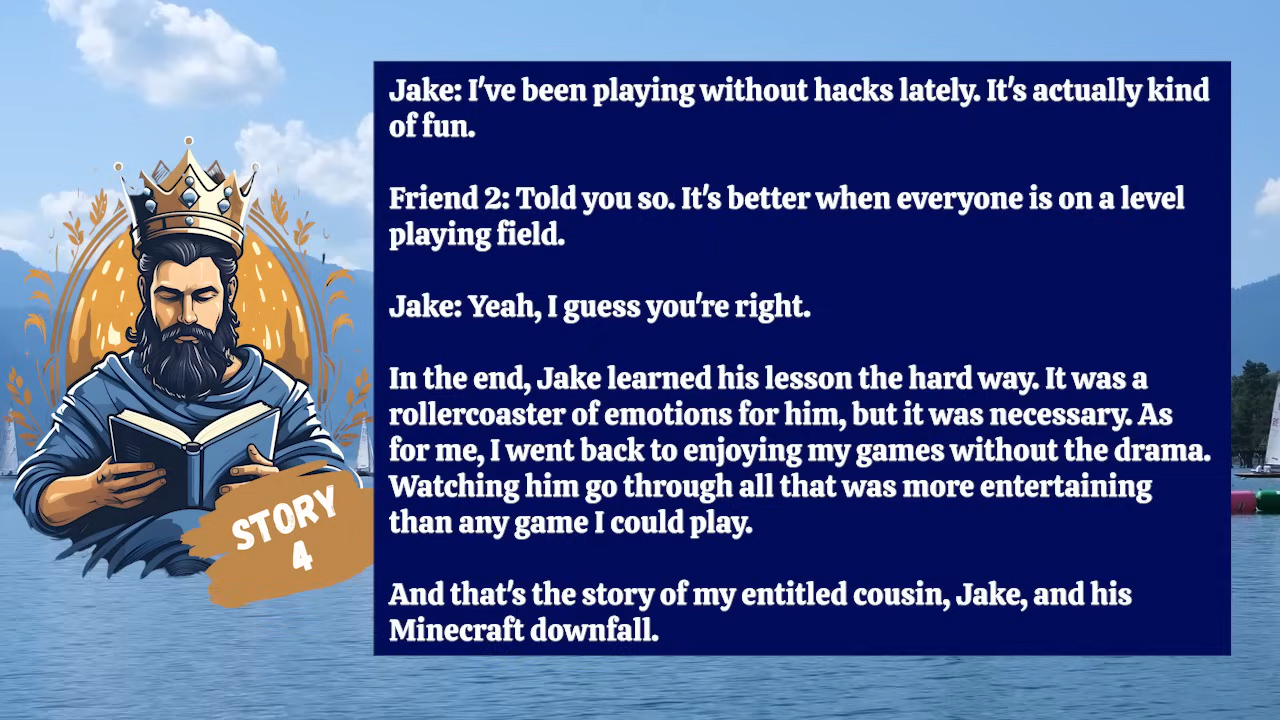 Jake: I've been playing without hacks lately. It's actually kind
of fun.
Friend 2: Told you so. It's better when everyone is on a level
playing field.
Jake: Yeah, I guess you're right.
In the end, Jake learned his lesson the hard way. It was a
rollercoaster of emotions for him, but it was necessary. As
for me, I went back to enjoying my games without the drama.
Watching him go through all that was more entertaining
than any game I could play.
And that's the story of my entitled cousin, Jake, and his
Minecraft downfall.
STORY
4